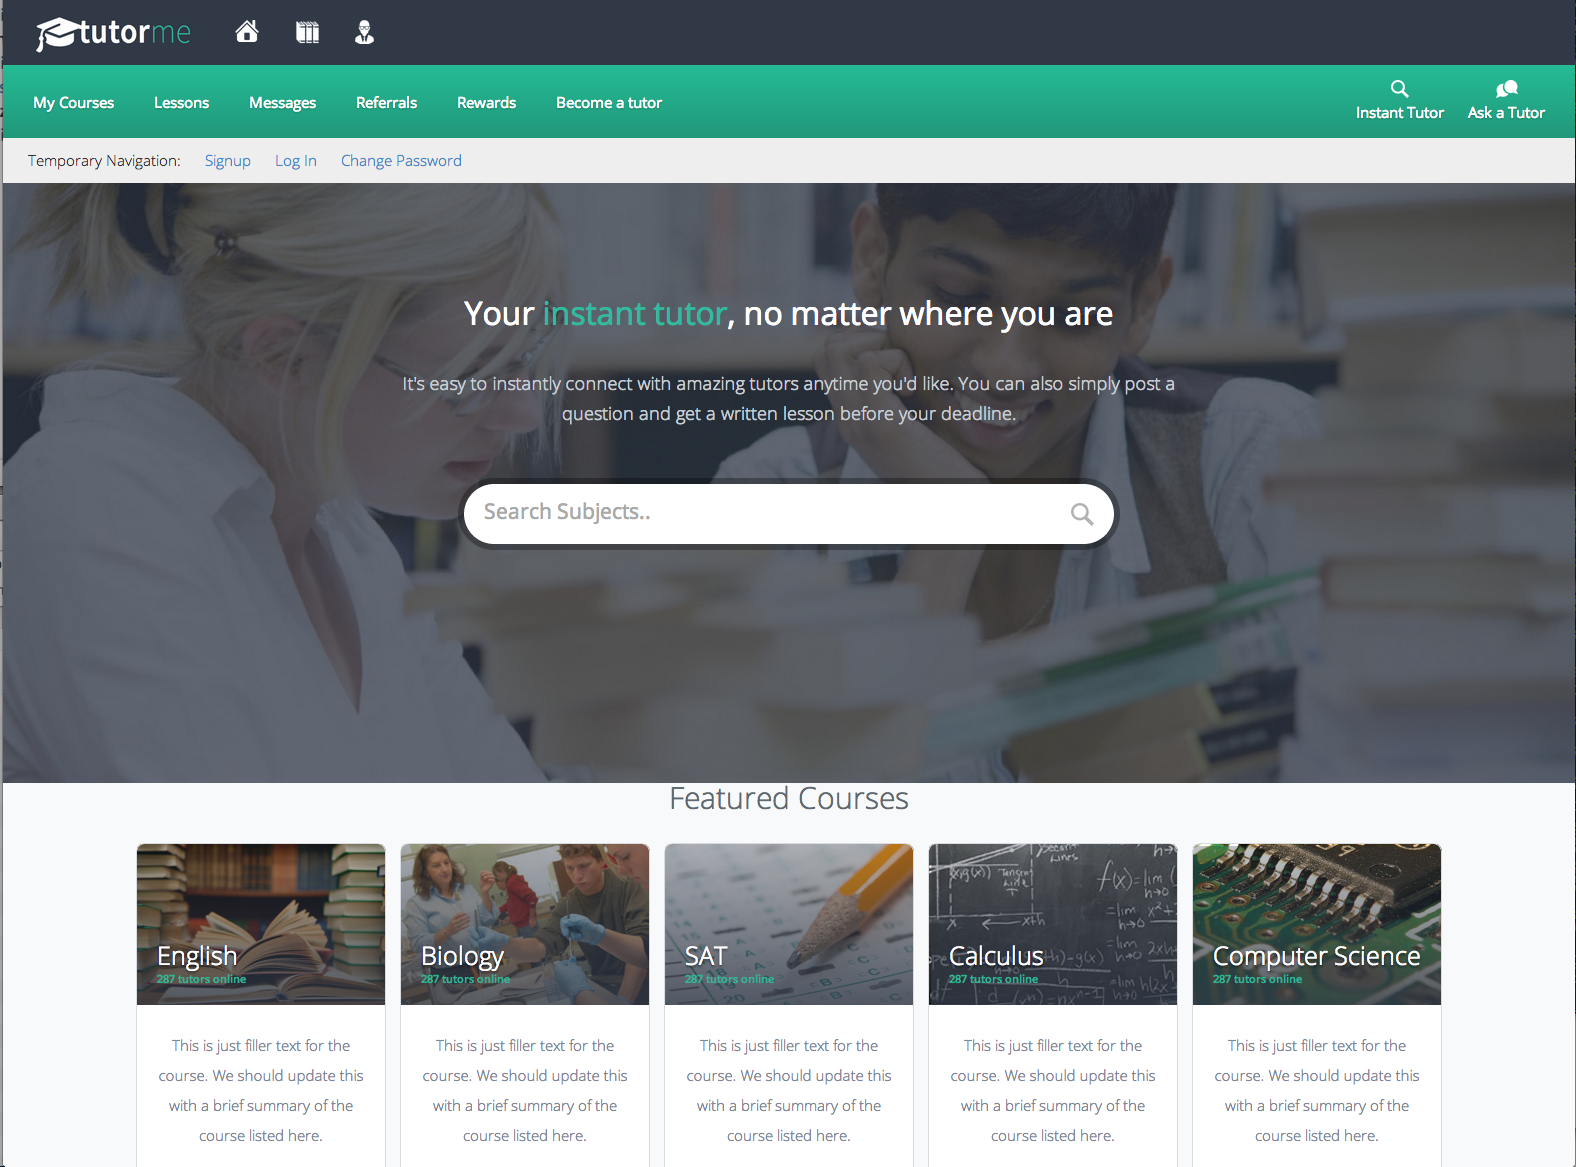 tutorme
My Courses Lessons Messages Referrals Rewards Become a tutor Instant Tutor Ask a Tutor
Temporary Navigation: Signup Log In Change Password
Your instant tutor, no matter where you are
It's easy to instantly connect with amazing tutors anytime you'd like. You can also simply post a
question and get a written lesson before your deadline.
Search Subjects..
Featured Courses
English
287 tutors online
This is just filler text for the
course. We should update this
with a brief summary of the
course listed here.
Biology
287 tutors online
This is just filler text for the
course. We should update this
with a brief summary of the
course listed here.
SAT
287 tutors online
This is just filler text for the
course. We should update this
with a brief summary of the
course listed here.
Calculus
287 tutors online
This is just filler text for the
course. We should update this
with a brief summary of the
course listed here.
Computer Science
287 tutors online
This is just filler text for the
course. We should update this
with a brief summary of the
course listed here.